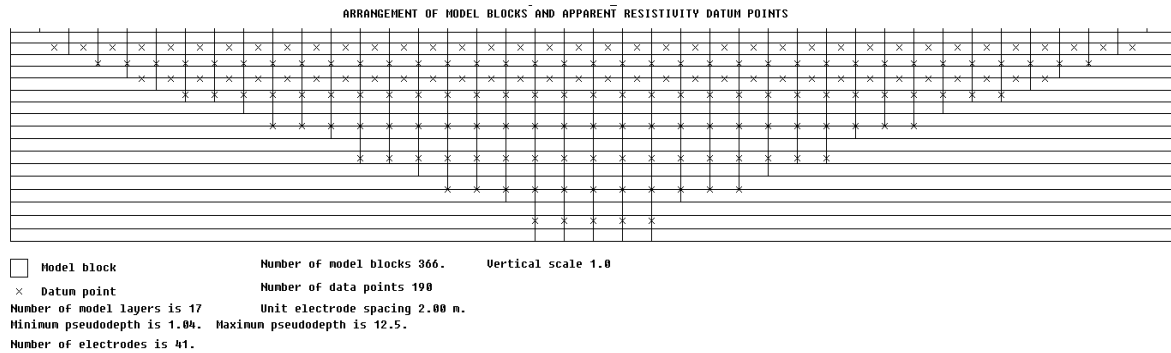 ARRANGEMENT OF MODEL BLOCKS AND APPARENT RESISTIVITY DATUM POINTS
Model block
Number of model blocks 366. Vertical scale 1.0
Datum point
Number of data points 190
Number of model layers is 17 Unit electrode spacing 2.00 m.
Minimum pseudodepth is 1.04. Maximum pseudodepth is 12.5.
Number of electrodes is 41.